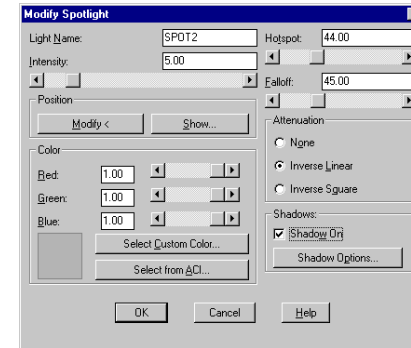 Modify Spotlight
Light Name: SPOT2
Intensity: 5.00
Position
Modify < Show...
Color
Red: 1.00
Green: 1.00
Blue: 1.00
Select Custom Color...
Select from ACI...
Hotspot: 44.00
Falloff: 45.00
Attenuation
None
Inverse Linear
Inverse Square
Shadows:
Shadow On
Shadow Options...
OK Cancel Help